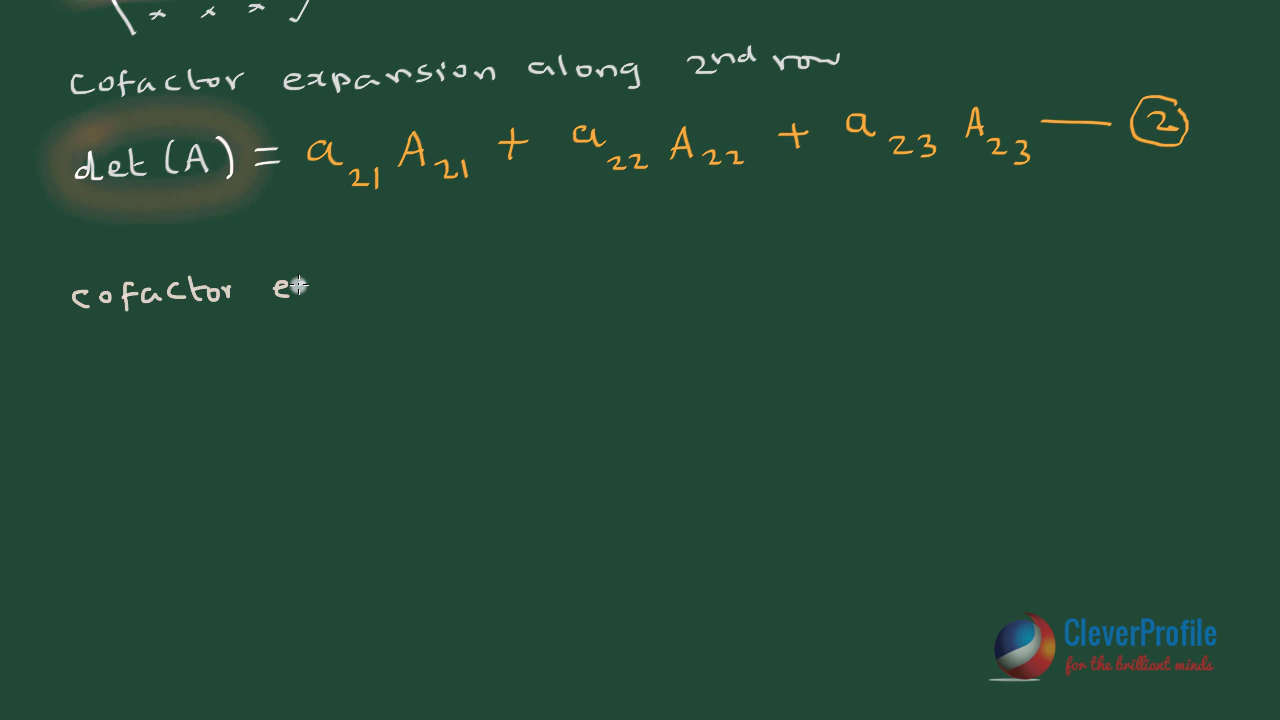 x x x
Cofactor expansion along 2nd row
det(A) = a₂₁ A₂₁ + a₂₂ A₂₂ + a₂₃ A₂₃ — ②
cofactor e
CleverProfile
for the brilliant minds